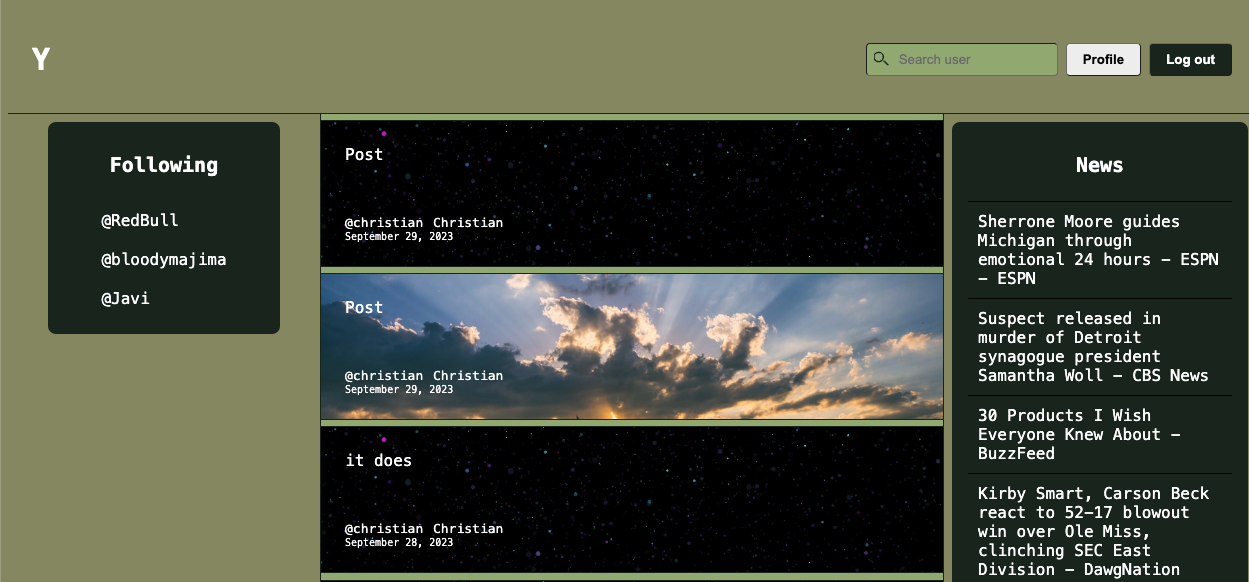 Y
Search user
Profile
Log out
Following
@RedBull
@bloodymajima
@Javi
Post
@christian Christian
September 29, 2023
Post
@christian Christian
September 29, 2023
it does
@christian Christian
September 28, 2023
News
Sherrone Moore guides
Michigan through
emotional 24 hours - ESPN
- ESPN
Suspect released in
murder of Detroit
synagogue president
Samantha Woll - CBS News
30 Products I Wish
Everyone Knew About -
BuzzFeed
Kirby Smart, Carson Beck
react to 52-17 blowout
win over Ole Miss,
clinching SEC East
Division - DawgNation